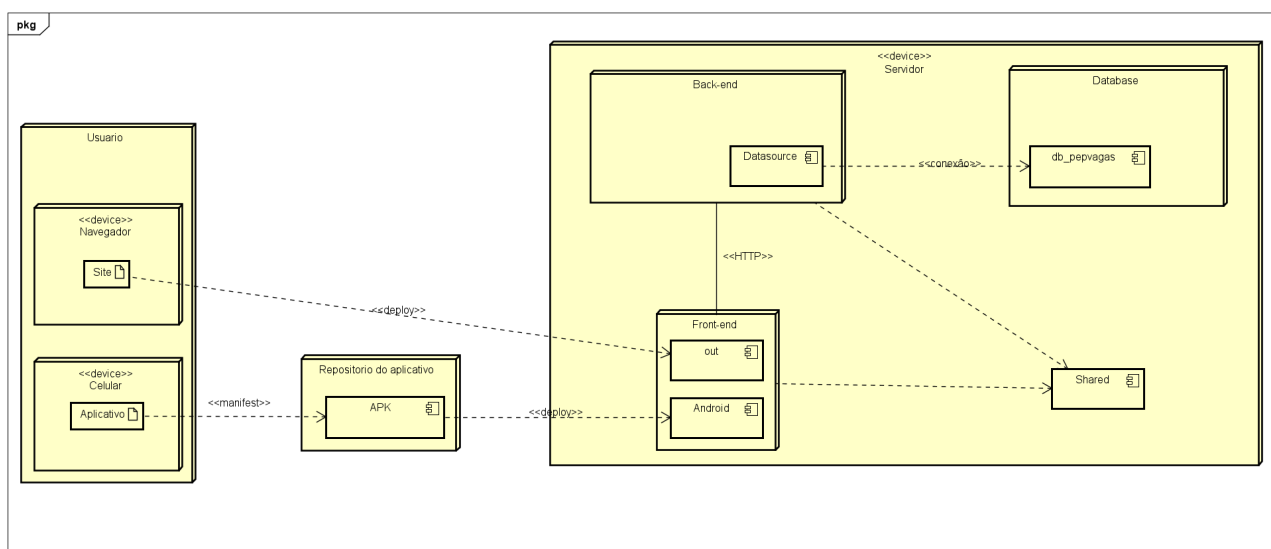 pkg
Usuario
<<device>>
Navegador
Site
<<device>>
Celular
Aplicativo
<<manifest>>
<<deploy>>
Repositorio do aplicativo
APK
<<deploy>>
<<device>>
Servidor
Back-end
Datasource
<<conexão>>
Database
db_pepvagas
<<HTTP>>
Front-end
out
Android
Shared